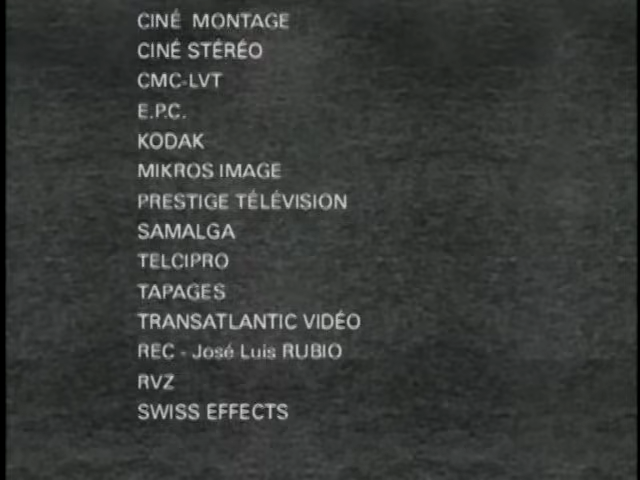 CINÉ MONTAGE
CINÉ STÉRÉO
CMC-LVT
E.P.C.
KODAK
MIKROS IMAGE
PRESTIGE TÉLÉVISION
SAMALGA
TELCIPRO
TAPAGES
TRANSATLANTIC VIDÉO
REC - José Luis RUBIO
RVZ
SWISS EFFECTS